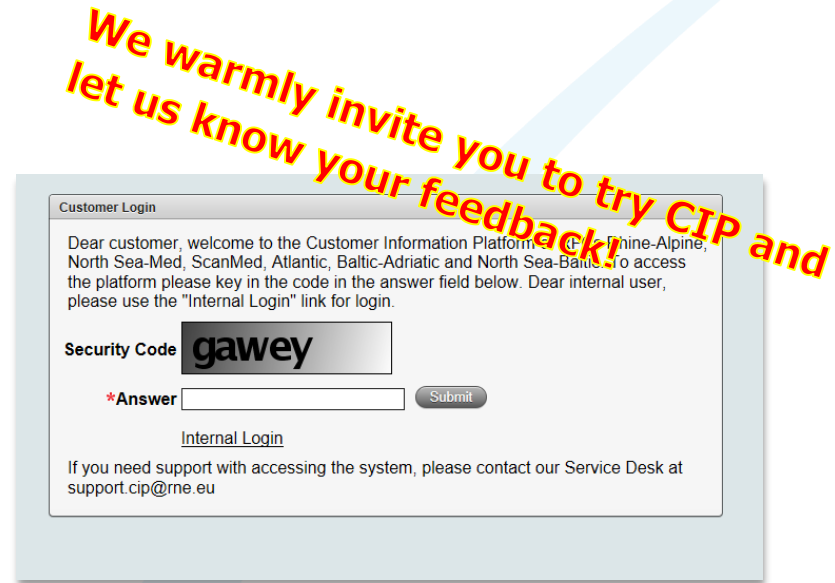 We warmly invite you to try CIP and
let us know your feedback!
Customer Login
Dear customer, welcome to the Customer Information Platform Rhine-Alpine,
North Sea-Med, ScanMed, Atlantic, Baltic-Adriatic and North Sea-Baltic. To access
the platform please key in the code in the answer field below. Dear internal user,
please use the "Internal Login" link for login.
Security Code gawey
*Answer Submit
Internal Login
If you need support with accessing the system, please contact our Service Desk at
support.cip@rne.eu